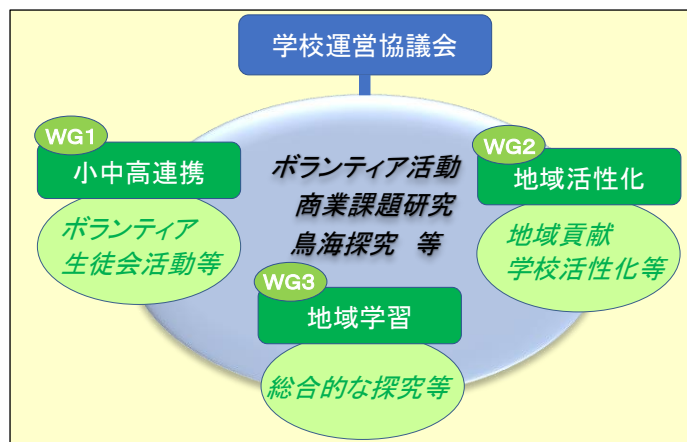 学校運営協議会
WG1
小中高連携
ボランティア
生徒会活動等
ボランティア活動
商業課題研究
鳥海探究　等
WG2
地域活性化
地域貢献
学校活性化等
WG3
地域学習
総合的な探究等